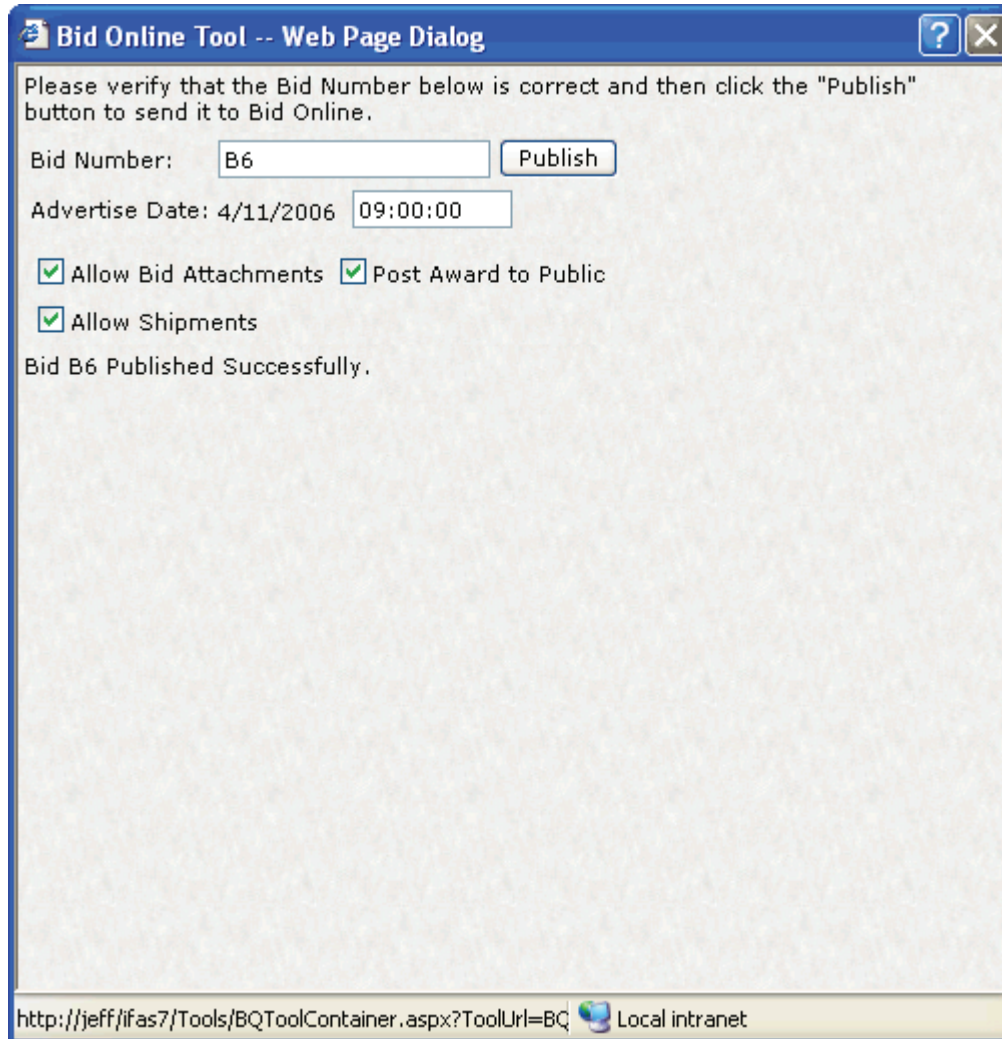 Bid Online Tool -- Web Page Dialog
Please verify that the Bid Number below is correct and then click the "Publish"
button to send it to Bid Online.
Bid Number: B6 Publish
Advertise Date: 4/11/2006 09:00:00
Allow Bid Attachments Post Award to Public
Allow Shipments
Bid B6 Published Successfully.
http://jeff/ifas7/Tools/BQToolContainer.aspx?ToolUrl=BQ Local intranet